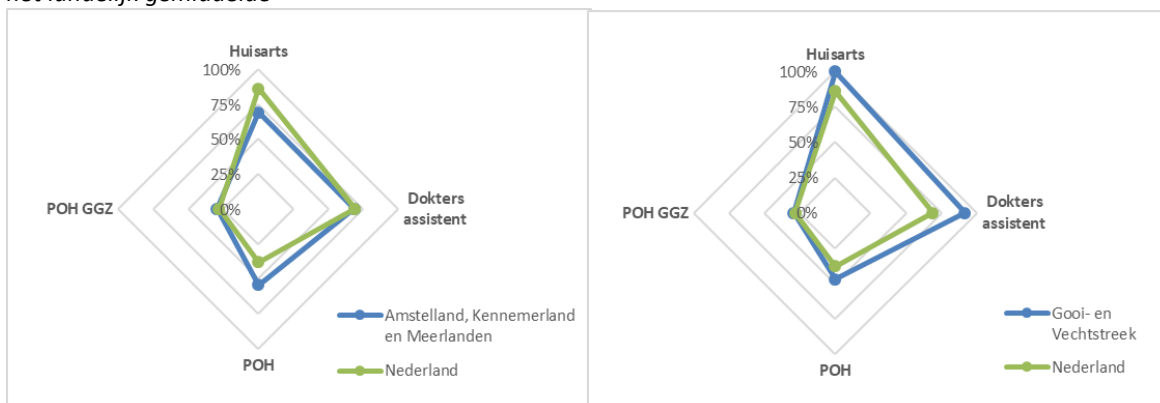 het landelijk gemiddelde
Huisarts
100%
75%
50%
25%
0%
POH GGZ
Dokters
assistent
POH
Amstelland, Kennemerland
en Meerlanden
Nederland
Huisarts
100%
75%
50%
25%
0%
POH GGZ
Dokters
assistent
POH
Gooi- en
Vechtstreek
Nederland